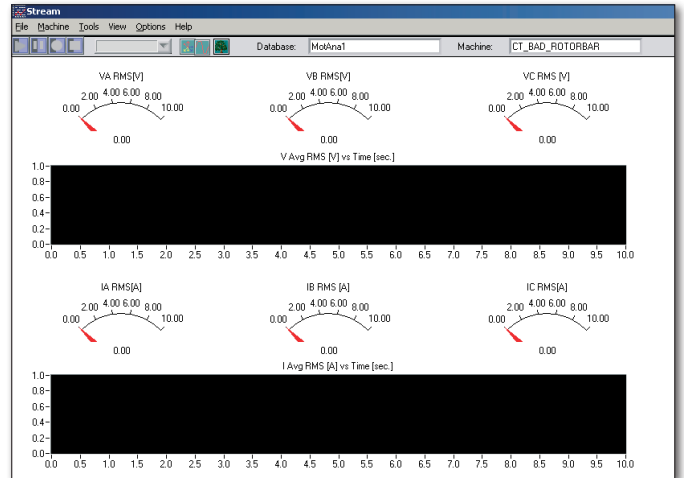 Stream
File Machine Tools View Options Help
Database: MotAna1 Machine: CT_BAD_ROTORBAR
VA RMS[V] VB RMS[V] VC RMS [V]
0.00 2.00 4.00 6.00 8.00 10.00 0.00 2.00 4.00 6.00 8.00 10.00 0.00 2.00 4.00 6.00 8.00 10.00
0.00 0.00 0.00
V Avg RMS [V] vs Time [sec.]
1.0
0.8
0.6
0.4
0.2
0.0
0.0 0.5 1.0 1.5 2.0 2.5 3.5 4.0 4.5 5.0 5.5 6.0 6.5 7.0 7.5 8.0 8.5 9.0 9.5 10.0
IA RMS[A] IB RMS [A] IC RMS[A]
0.00 2.00 4.00 6.00 8.00 10.00 0.00 2.00 4.00 6.00 8.00 10.00 0.00 2.00 4.00 6.00 8.00 10.00
0.00 0.00 0.00
I Avg RMS [A] vs Time [sec.]
1.0
0.8
0.6
0.4
0.2
0.0
0.0 0.5 1.0 1.5 2.0 2.5 3.5 4.0 4.5 5.0 5.5 6.0 6.5 7.0 7.5 8.0 8.5 9.0 9.5 10.0